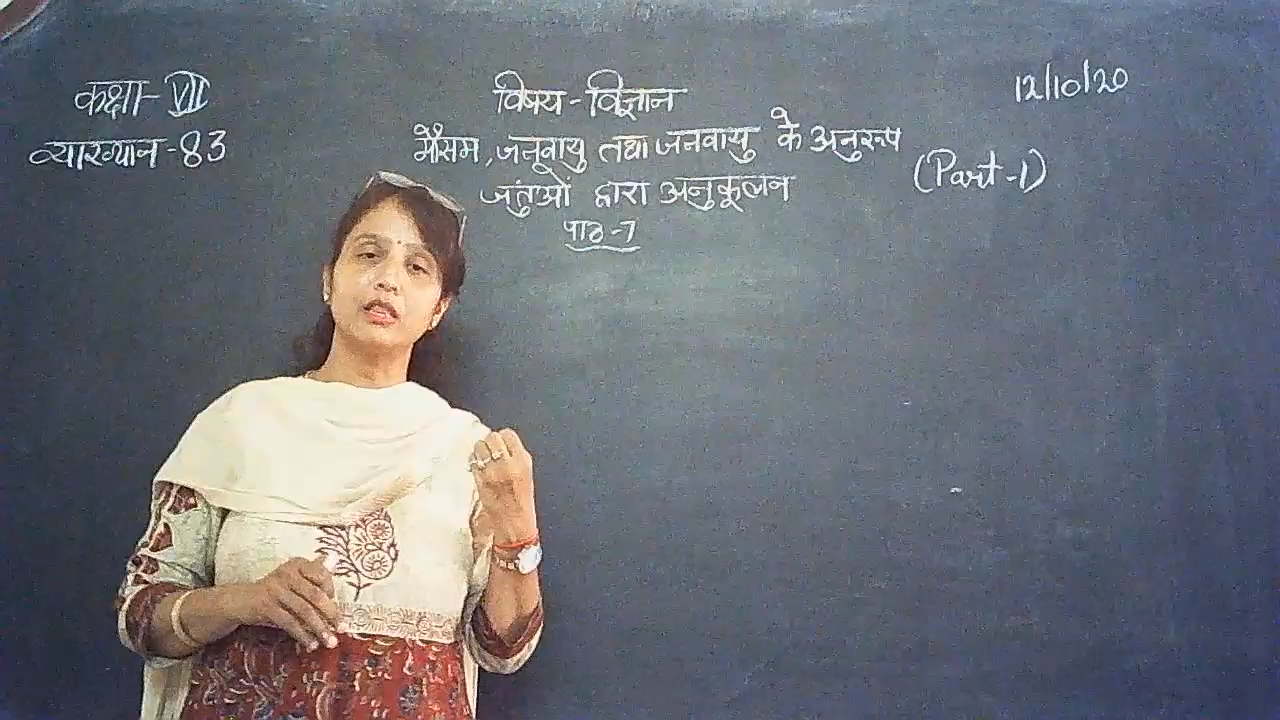 कक्षा-VII
व्याख्यान-83
विषय-विज्ञान
मौसम, जलवायु तथा जलवायु के अनुरूप
जंतुओं द्वारा अनुकूलन
पाठ-7
(Part-1)
12/10/20